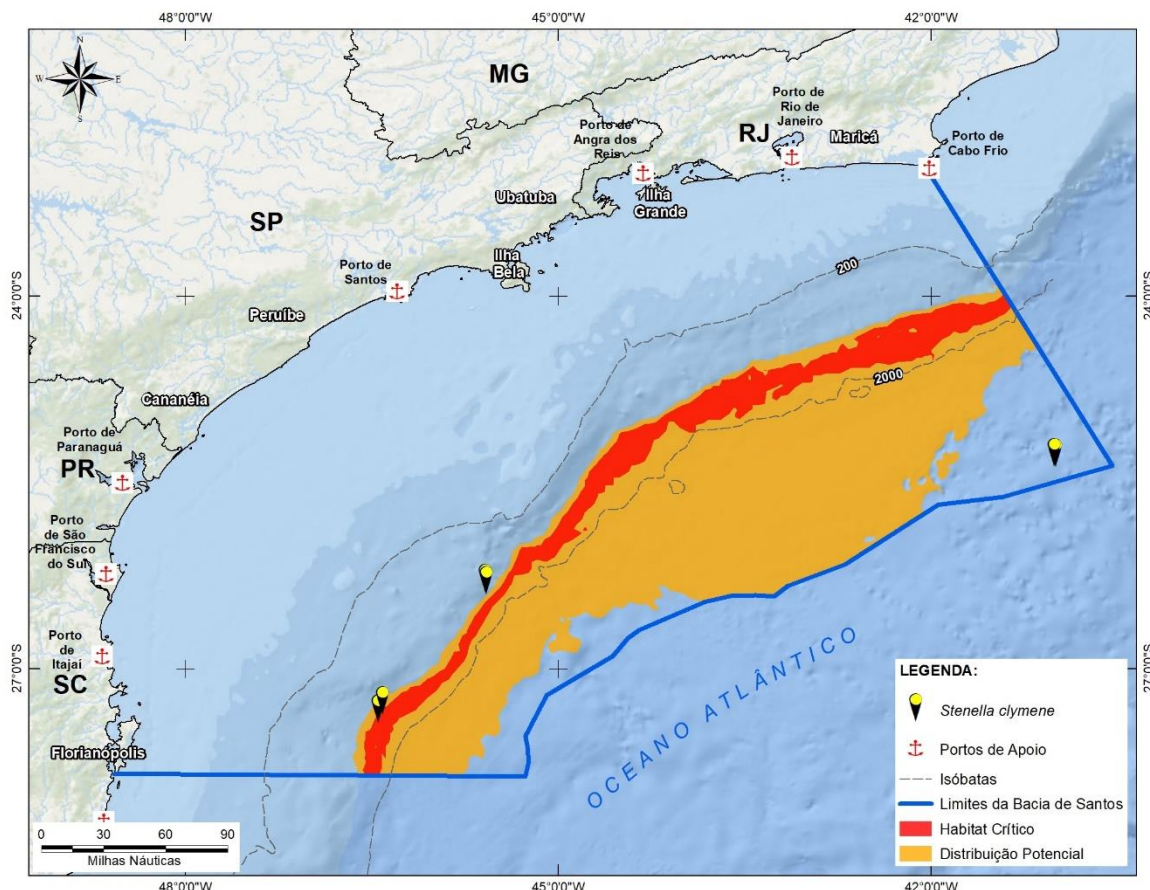 48°0'0"W
45°0'0"W
42°0'0"W
N
W
E
S
MG
Porto de
Rio de
Janeiro
Porto de
Angra dos
Reis
RJ
Maricá
Porto de
Cabo Frio
Ubatuba
Ilha
Grande
SP
Ilha
Bela
Porto de
Santos
200
24°0'0"S
24°0'0"S
Peruíbe
2000
Cananéia
Porto de
Paranaguá
PR
Porto
de São
Francisco
do Sul
Porto
de
Itajaí
SC
27°0'0"S
27°0'0"S
Florianópolis
OCEANO ATLÂNTICO
LEGENDA:
Stenella clymene
Portos de Apoio
Isóbatas
Limites da Bacia de Santos
Habitat Crítico
Distribuição Potencial
0 30 60 90
Milhas Náuticas
48°0'0"W
45°0'0"W
42°0'0"W